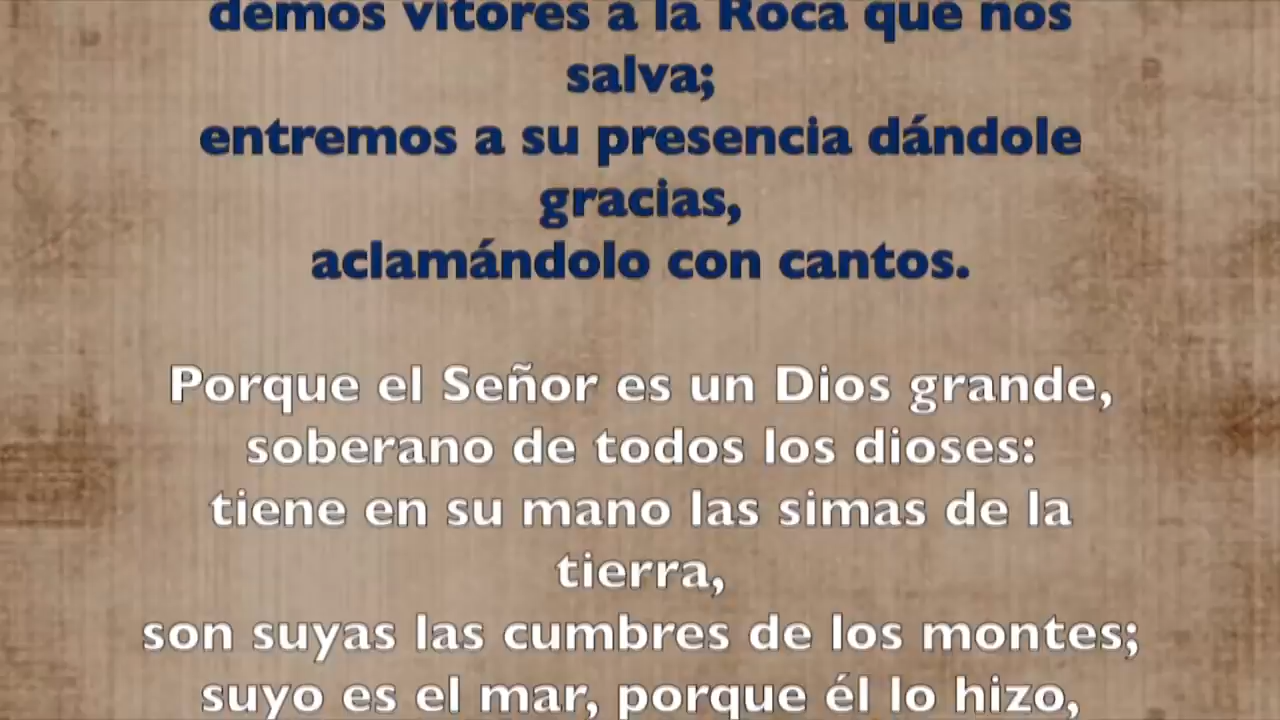 demos vítores a la Roca que nos
salva;
entremos a su presencia dándole
gracias,
aclamándolo con cantos.
Porque el Señor es un Dios grande,
soberano de todos los dioses:
tiene en su mano las simas de la
tierra,
son suyas las cumbres de los montes;
suyo es el mar, porque él lo hizo,